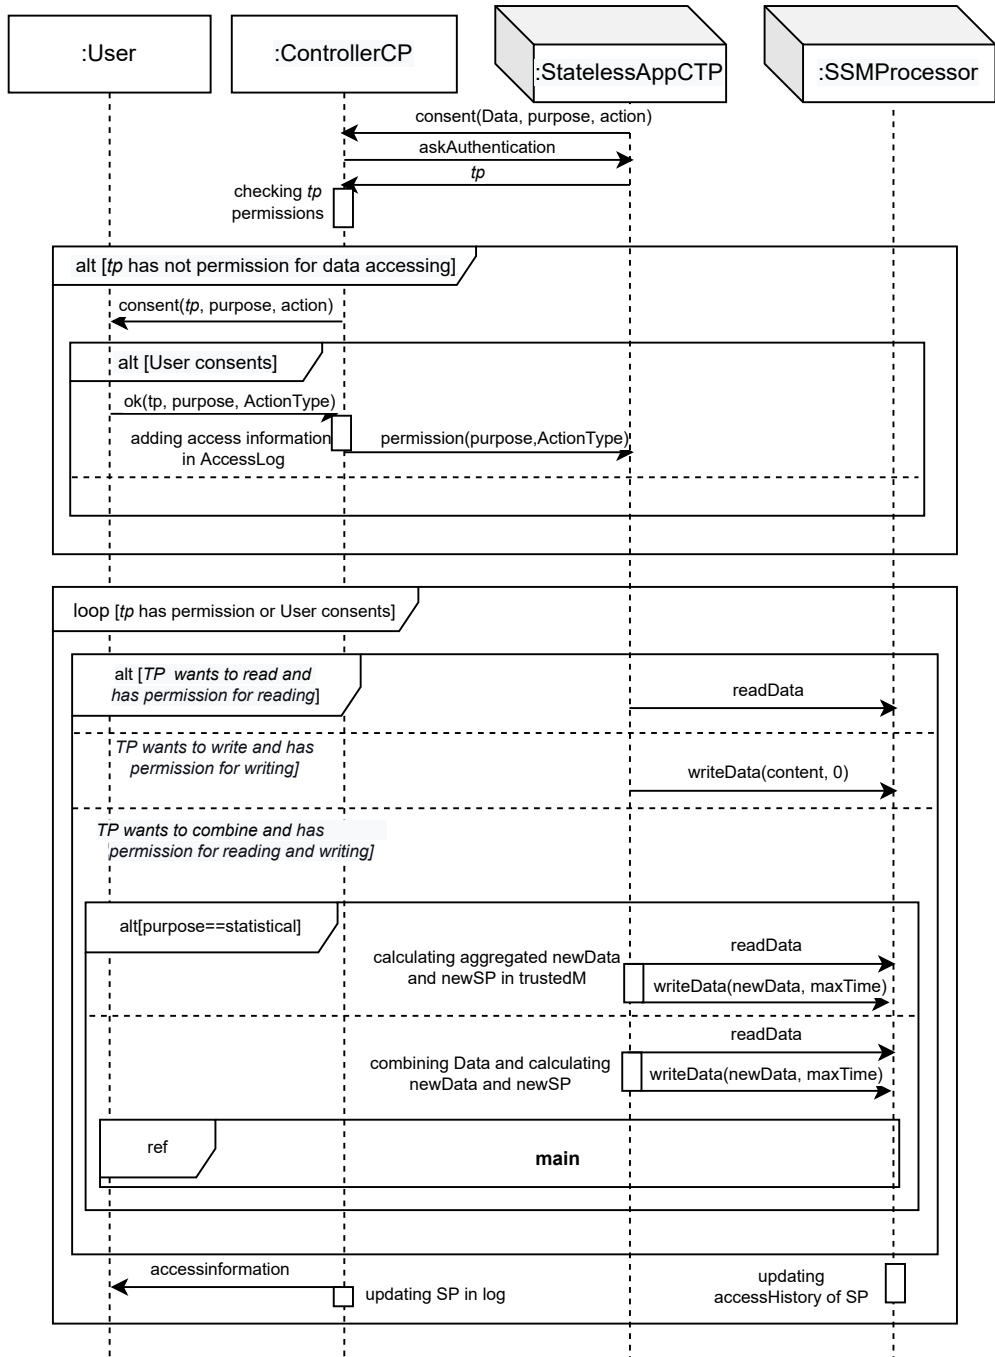 :User
:ControllerCP
:StatelessAppCTP
:SSMProcessor
consent(Data, purpose, action)
askAuthentication
tp
checking tp
permissions
alt [tp has not permission for data accessing]
consent(tp, purpose, action)
alt [User consents]
ok(tp, purpose, ActionType)
adding access information
in AccessLog
permission(purpose,ActionType)
loop [tp has permission or User consents]
alt [TP wants to read and
has permission for reading]
readData
TP wants to write and has
permission for writing]
writeData(content, 0)
TP wants to combine and has
permission for reading and writing]
alt[purpose==statistical]
calculating aggregated newData
and newSP in trustedM
readData
writeData(newData, maxTime)
readData
combining Data and calculating
newData and newSP
writeData(newData, maxTime)
ref
main
accessinformation
updating SP in log
updating
accessHistory of SP